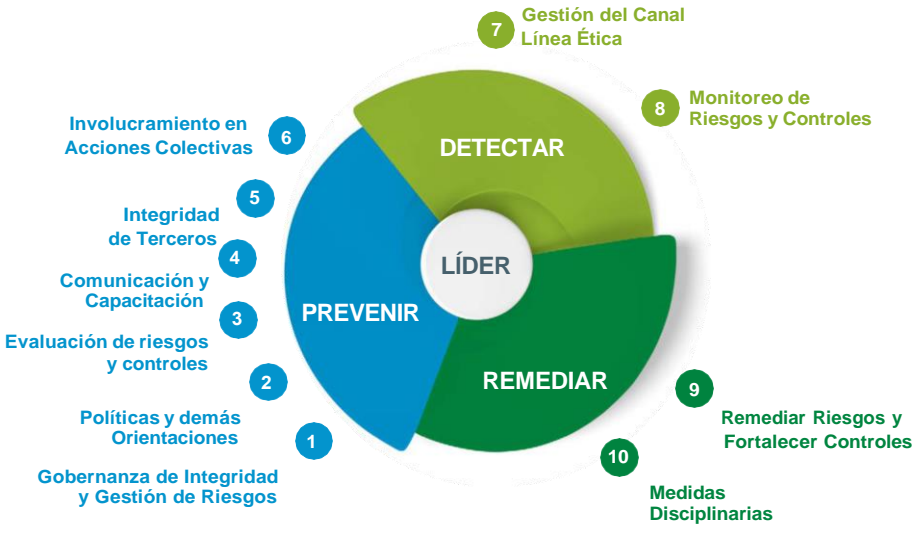 7
Gestión del Canal
Línea Ética
8
Monitoreo de
Riesgos y Controles
6
Involucramiento en
Acciones Colectivas
5
Integridad
de Terceros
4
Comunicación y
Capacitación
3
Evaluación de riesgos
y controles
2
Políticas y demás
Orientaciones
1
Gobernanza de Integridad
y Gestión de Riesgos
DETECTAR
LÍDER
PREVENIR
REMEDIAR
9
Remediar Riesgos y
Fortalecer Controles
10
Medidas
Disciplinarias